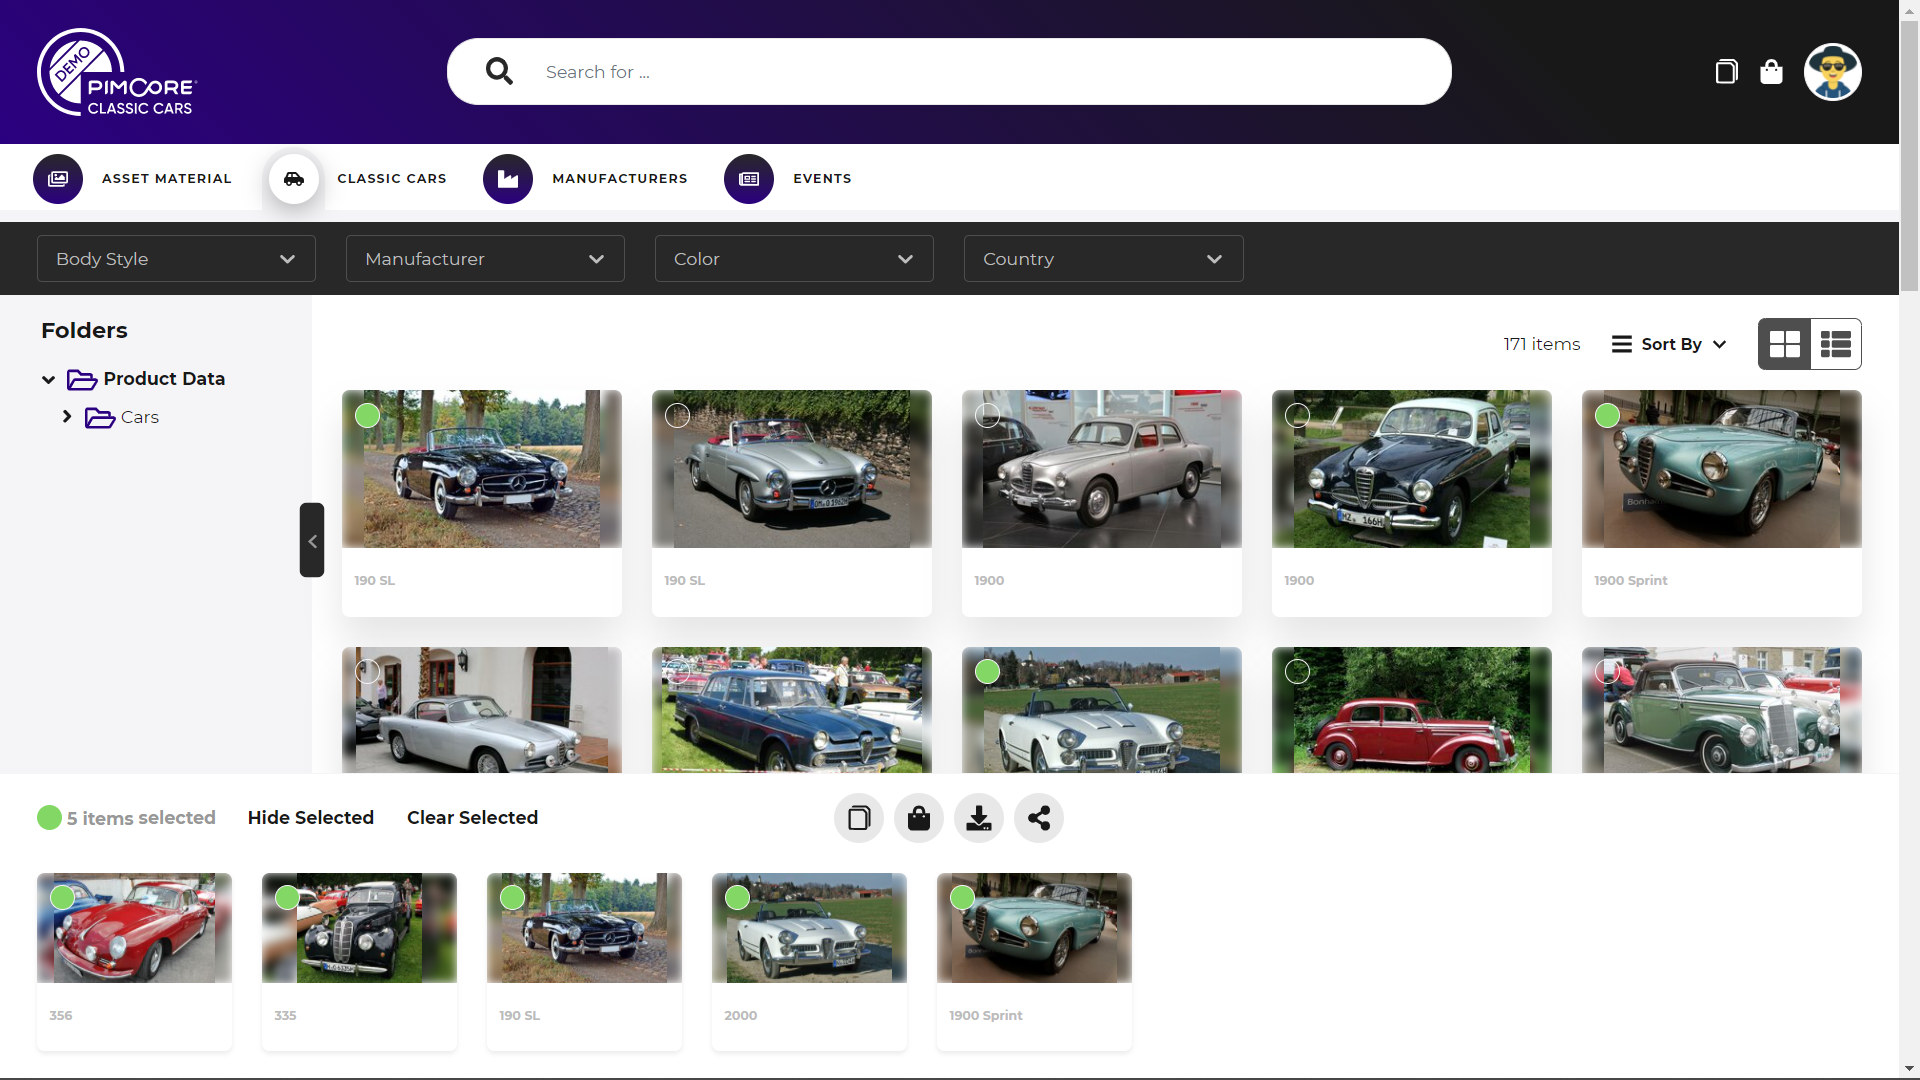 DEMO
PIMCORE
CLASSIC CARS
Search for ...
ASSET MATERIAL
CLASSIC CARS
MANUFACTURERS
EVENTS
Body Style
Manufacturer
Color
Country
Folders
Product Data
Cars
171 items
Sort By
190 SL
190 SL
1900
1900
1900 Sprint
5 items selected
Hide Selected
Clear Selected
356
335
190 SL
2000
1900 Sprint